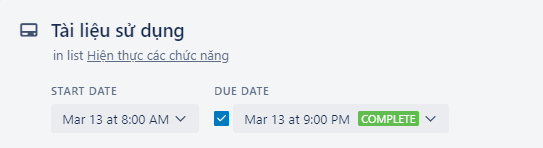 Tài liệu sử dụng
in list Hiện thực các chức năng
START DATE DUE DATE
Mar 13 at 8:00 AM Mar 13 at 9:00 PM COMPLETE